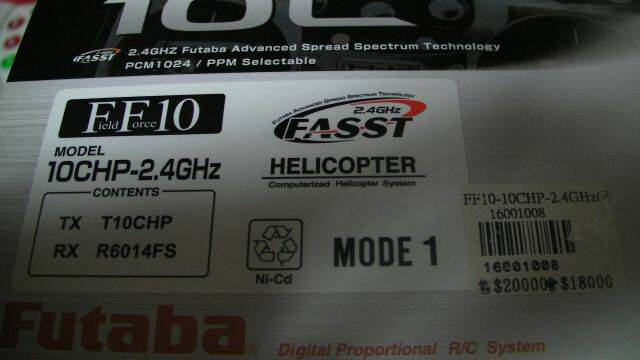 10C
2.4GHZ Futaba Advanced Spread Spectrum Technology
FASST
PCM1024 / PPM Selectable
FF10
Field Force
MODEL
10CHP-2.4GHz
CONTENTS
TX T10CHP
RX R6014FS
FUTABA ADVANCED SPREAD SPECTRUM TECHNOLOGY
2.4GHz
FASST
HELICOPTER
Computerized Helicopter System
Ni-Cd
MODE 1
FF10-10CHP-2.4GHz(
16001008
16001008
售$20000會$18000
Futaba
Digital Proportional R/C System